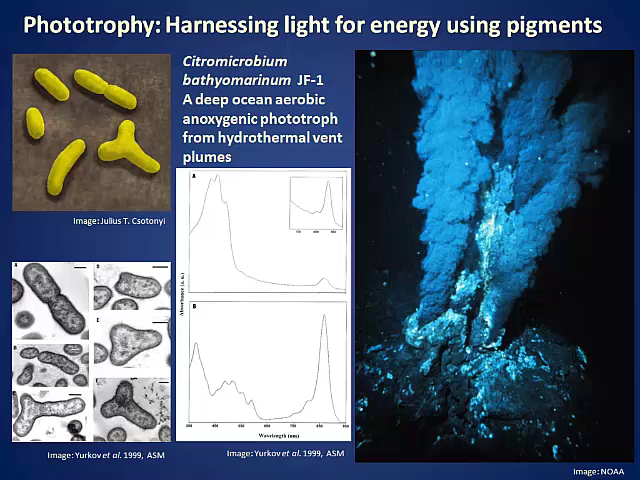 Phototrophy: Harnessing light for energy using pigments
Citromicrobium
bathyomarinum JF-1
A deep ocean aerobic
anoxygenic phototroph
from hydrothermal vent
plumes
Image: Julius T. Csotonyi
A
B
Absorbance (a. u.)
Wavelength (nm)
A
D
E
Image: Yurkov et al. 1999, ASM
Image: Yurkov et al. 1999, ASM
Image: NOAA